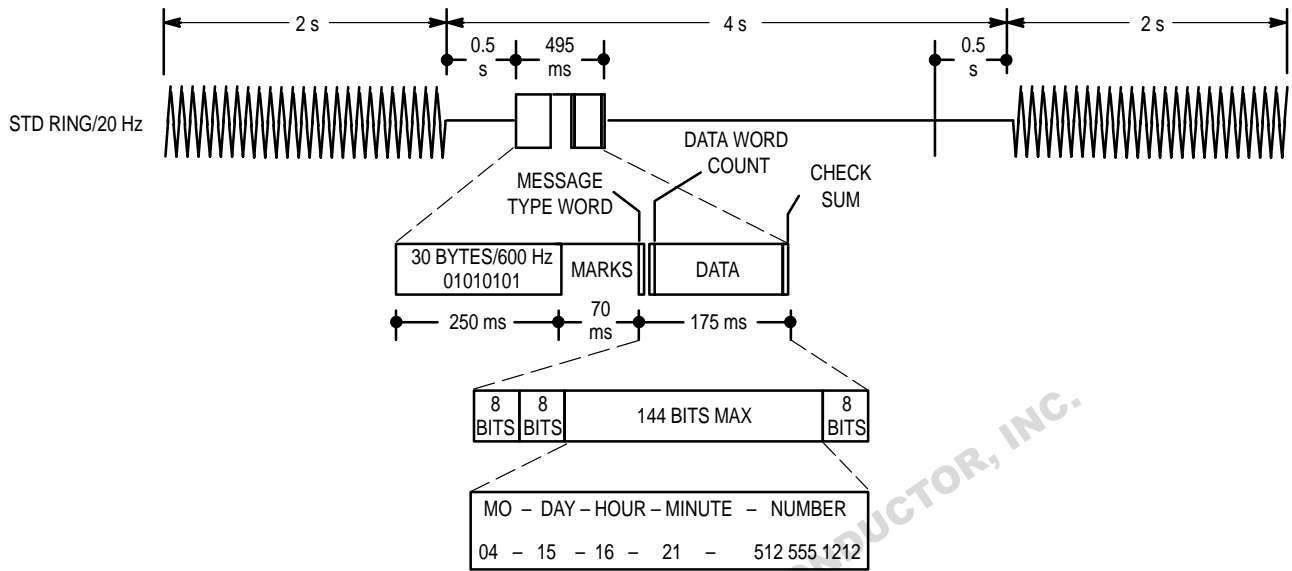 2 s 4 s 2 s
0.5 s 495 ms 0.5 s
STD RING/20 Hz
DATA WORD COUNT
MESSAGE TYPE WORD
CHECK SUM
30 BYTES/600 Hz
01010101
MARKS
DATA
250 ms 70 ms 175 ms
8 BITS 8 BITS 144 BITS MAX 8 BITS
MO – DAY – HOUR – MINUTE – NUMBER
04 – 15 – 16 – 21 – 512 555 1212